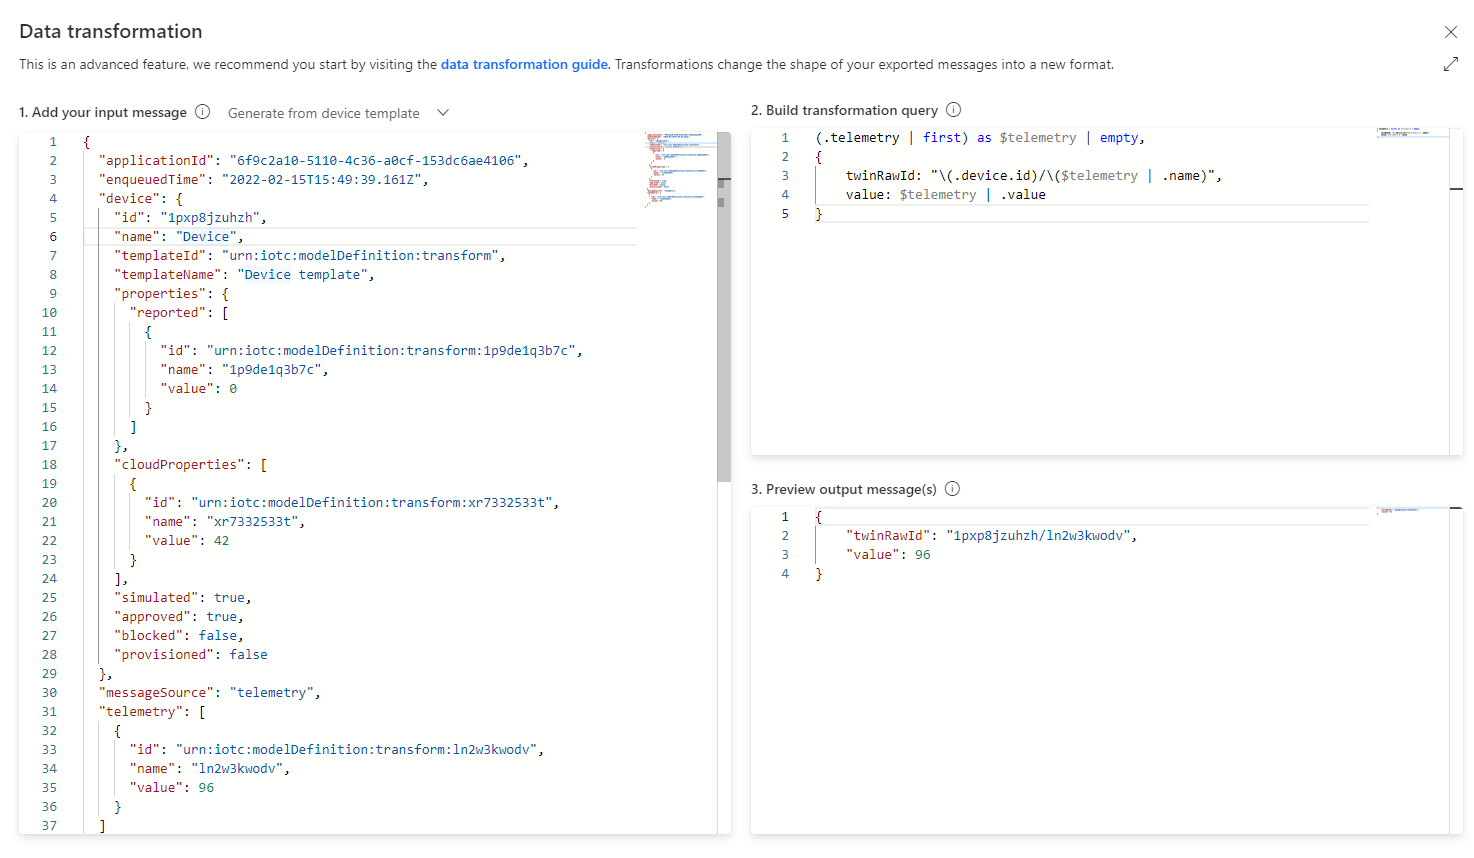 Data transformation
This is an advanced feature, we recommend you start by visiting the data transformation guide. Transformations change the shape of your exported messages into a new format.
1. Add your input message Generate from device template
1 {
2 "applicationId": "6f9c2a10-5110-4c36-a0cf-153dc6ae4106",
3 "enqueuedTime": "2022-02-15T15:49:39.161Z",
4 "device": {
5 "id": "1pxp8jzuhzh",
6 "name": "Device",
7 "templateId": "urn:iotc:modelDefinition:transform",
8 "templateName": "Device template",
9 "properties": {
10 "reported": [
11 {
12 "id": "urn:iotc:modelDefinition:transform:1p9de1q3b7c",
13 "name": "1p9de1q3b7c",
14 "value": 0
15 }
16 ]
17 },
18 "cloudProperties": [
19 {
20 "id": "urn:iotc:modelDefinition:transform:xr7332533t",
21 "name": "xr7332533t",
22 "value": 42
23 }
24 ],
25 "simulated": true,
26 "approved": true,
27 "blocked": false,
28 "provisioned": false
29 },
30 "messageSource": "telemetry",
31 "telemetry": [
32 {
33 "id": "urn:iotc:modelDefinition:transform:ln2w3kwodv",
34 "name": "ln2w3kwodv",
35 "value": 96
36 }
37 ]
2. Build transformation query
1 (.telemetry | first) as $telemetry | empty,
2 {
3 twinRawId: "\(.device.id)/\($telemetry | .name)",
4 value: $telemetry | .value
5 }
3. Preview output message(s)
1 {
2 "twinRawId": "1pxp8jzuhzh/ln2w3kwodv",
3 "value": 96
4 }